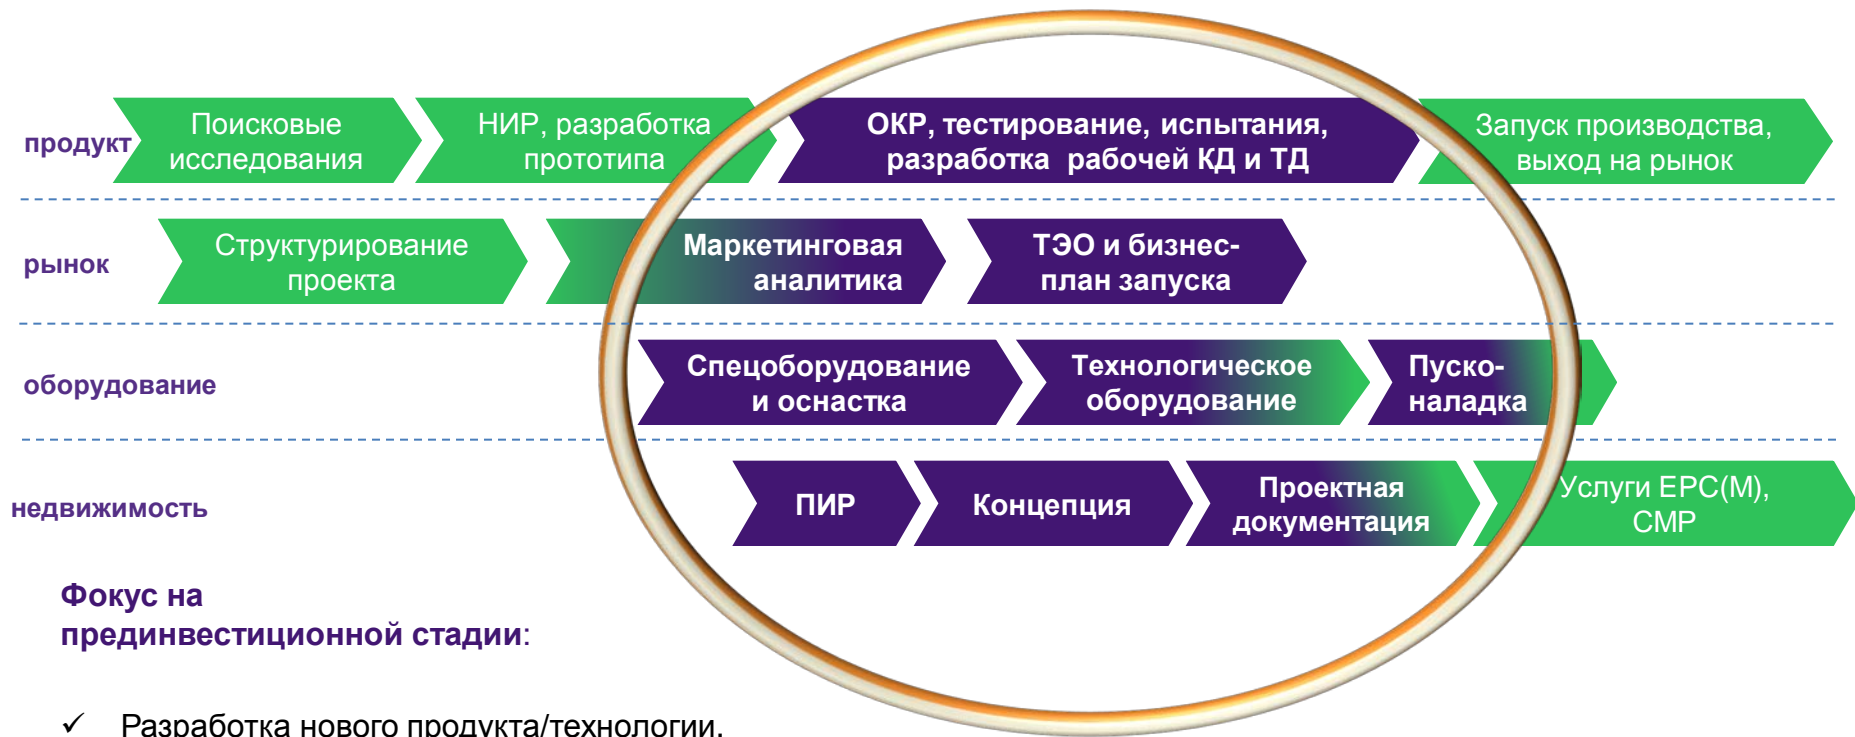 продукт
Поисковые
исследования
НИР, разработка
прототипа
ОКР, тестирование, испытания,
разработка рабочей КД и ТД
Запуск производства,
выход на рынок
рынок
Структурирование
проекта
Маркетинговая
аналитика
ТЭО и бизнес-
план запуска
оборудование
Спецоборудование
и оснастка
Технологическое
оборудование
Пуско-
наладка
недвижимость
ПИР
Концепция
Проектная
документация
Услуги EPC(M),
СМР
Фокус на
прединвестиционной стадии:
✓ Разработка нового продукта/технологии,